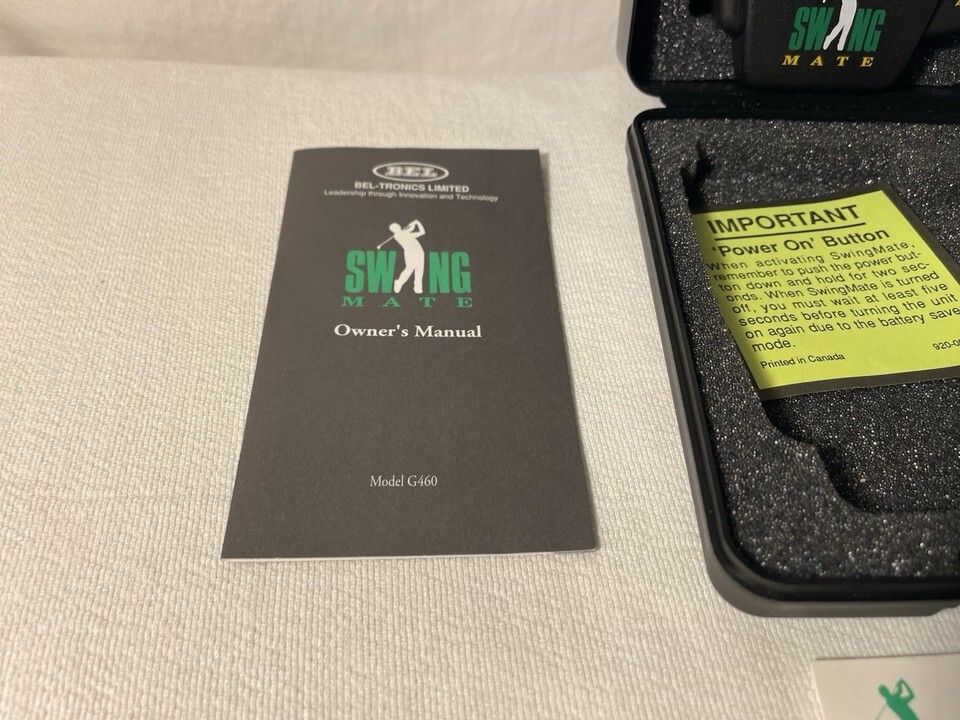 BEL
BEL-TRONICS LIMITED
Leadership through Innovation and Technology
SWING
MATE
Owner's Manual
Model G460
SWING
MATE
IMPORTANT
'Power On' Button
When activating SwingMate,
remember to push the power but-
ton down and hold for two sec-
onds. When SwingMate is turned
off, you must wait at least five
seconds before turning the unit
on again due to the battery save
mode.
Printed in Canada